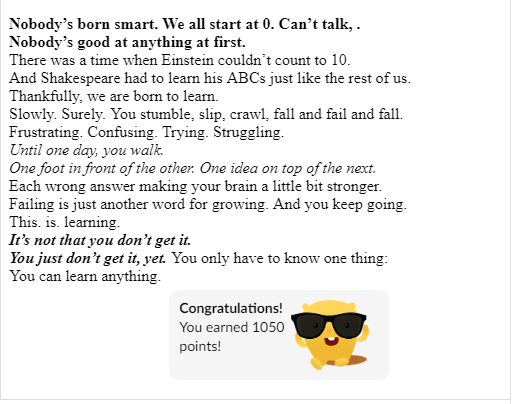 Nobody’s born smart. We all start at 0. Can’t talk, .
Nobody’s good at anything at first.
There was a time when Einstein couldn’t count to 10.
And Shakespeare had to learn his ABCs just like the rest of us.
Thankfully, we are born to learn.
Slowly. Surely. You stumble, slip, crawl, fall and fail and fall.
Frustrating. Confusing. Trying. Struggling.
Until one day, you walk.
One foot in front of the other. One idea on top of the next.
Each wrong answer making your brain a little bit stronger.
Failing is just another word for growing. And you keep going.
This. is. learning.
It’s not that you don’t get it.
You just don’t get it, yet. You only have to know one thing:
You can learn anything.
Congratulations!
You earned 1050
points!